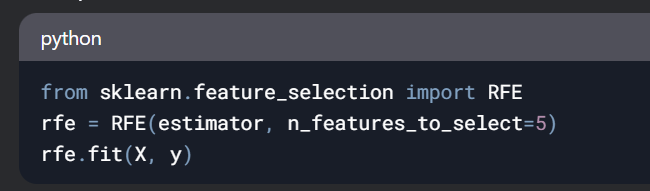 python
from sklearn.feature_selection import RFE
rfe = RFE(estimator, n_features_to_select=5)
rfe.fit(X, y)